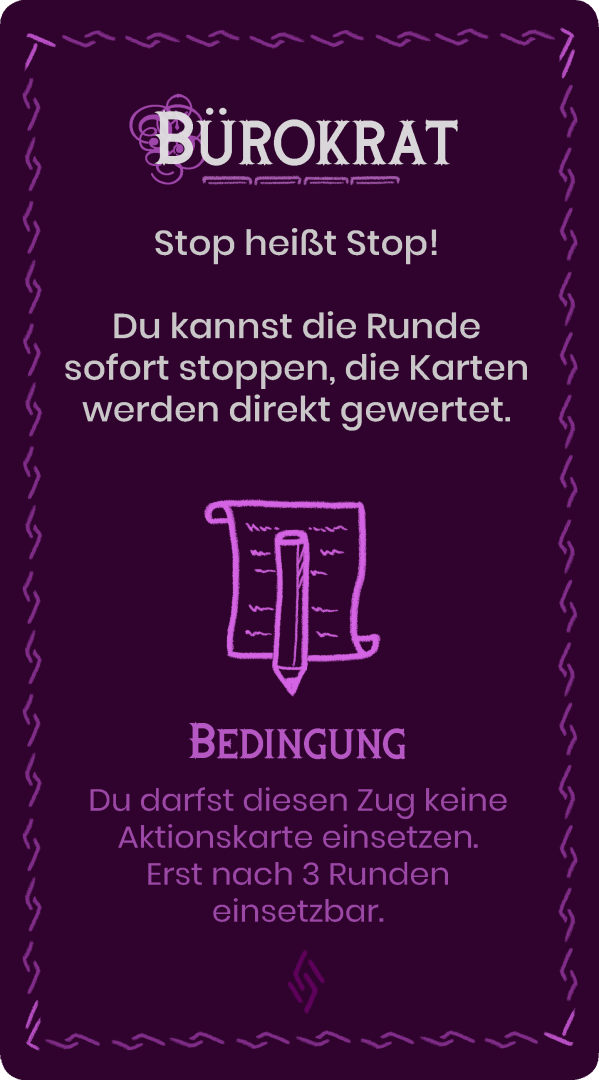 Bürokrat
Stop heißt Stop!
Du kannst die Runde
sofort stoppen, die Karten
werden direkt gewertet.
Bedingung
Du darfst diesen Zug keine
Aktionskarte einsetzen.
Erst nach 3 Runden
einsetzbar.